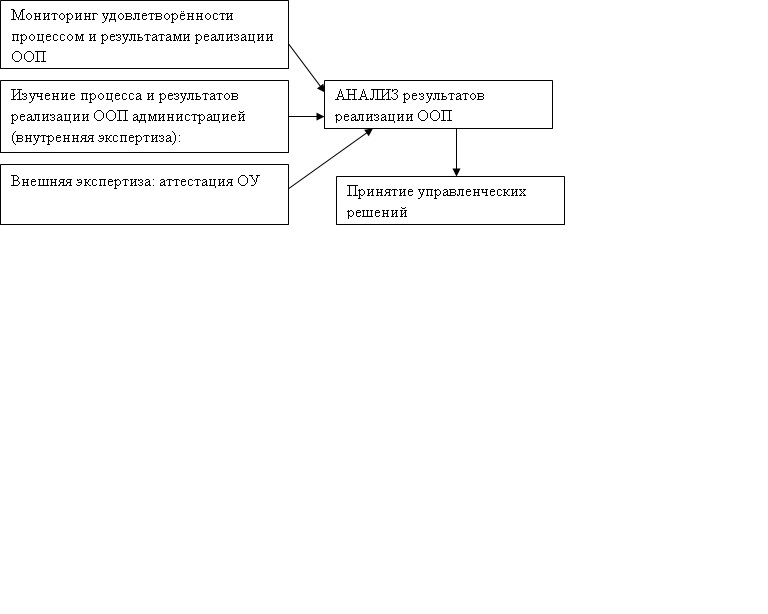 Мониторинг удовлетворённости
процессом и результатами реализации
ООП
Изучение процесса и результатов
реализации ООП администрацией
(внутренняя экспертиза):
Внешняя экспертиза: аттестация ОУ
АНАЛИЗ результатов
реализации ООП
Принятие управленческих
решений